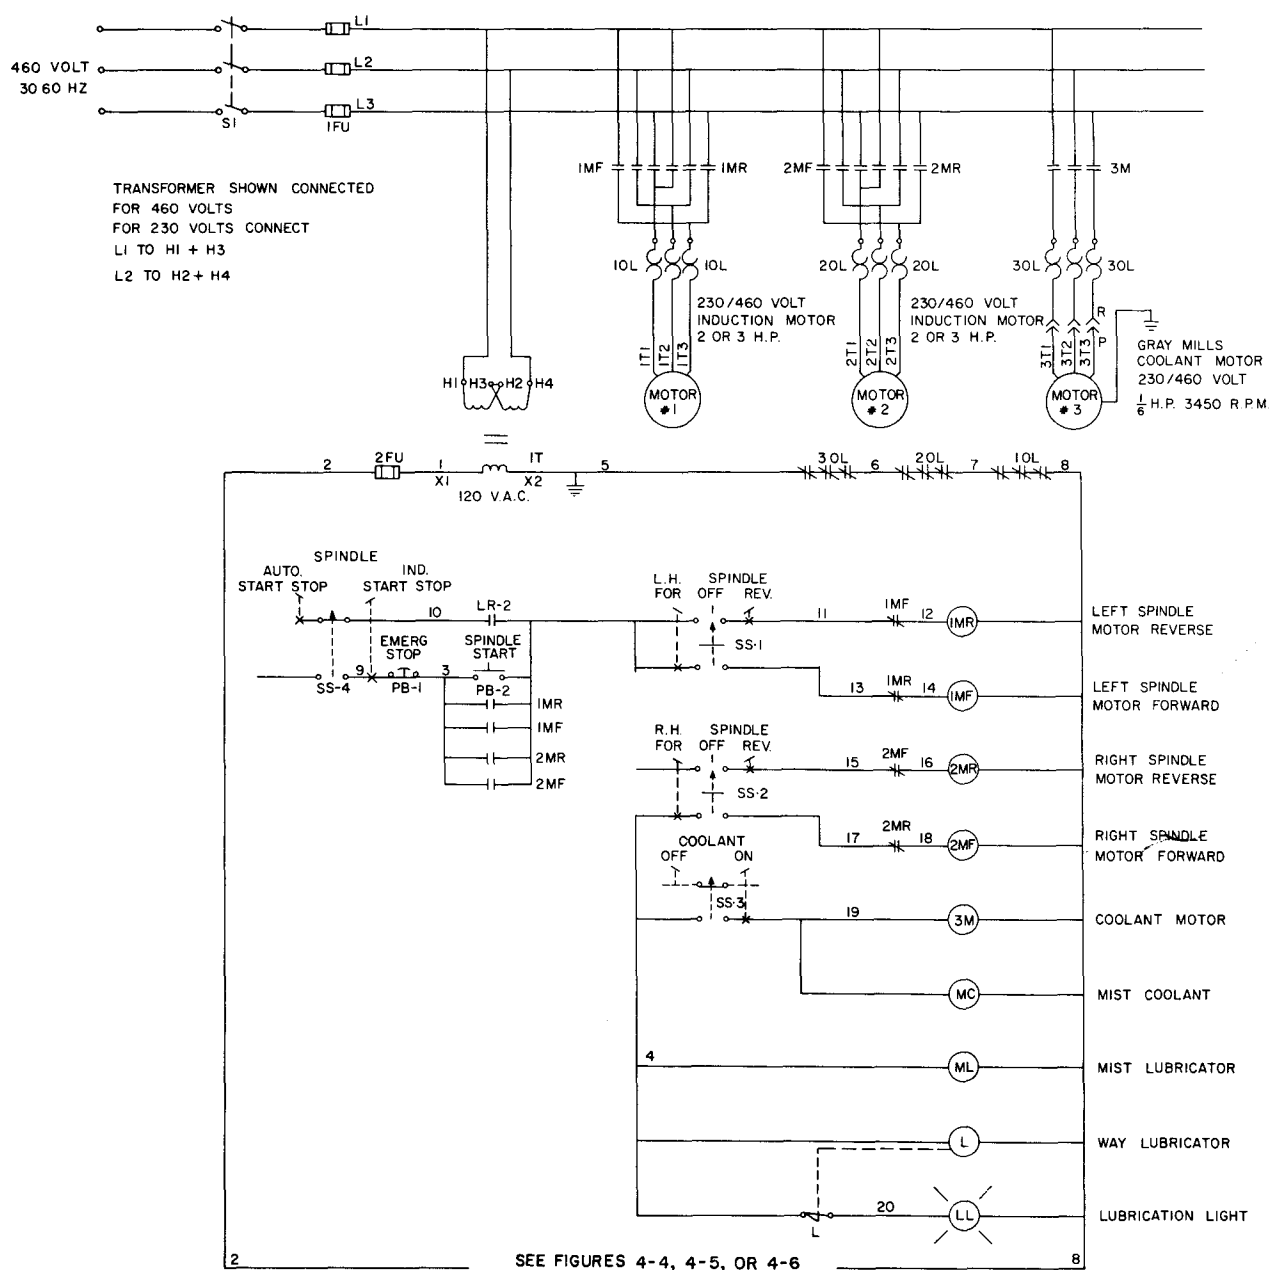 L1
460 VOLT
L2
30 60 HZ
L3
S1
1FU
TRANSFORMER SHOWN CONNECTED
FOR 460 VOLTS
FOR 230 VOLTS CONNECT
L1 TO H1 + H3
L2 TO H2 + H4
1MF
1MR
2MF
2MR
3M
10L
10L
20L
20L
30L
30L
230/460 VOLT
INDUCTION MOTOR
2 OR 3 H.P.
230/460 VOLT
INDUCTION MOTOR
2 OR 3 H.P.
R
P
1T1
1T2
1T3
2T1
2T2
2T3
3T1
3T2
3T3
GRAY MILLS
COOLANT MOTOR
230/460 VOLT
1/6 H.P. 3450 R.P.M.
H1
H3
H2
H4
MOTOR
#1
MOTOR
#2
MOTOR
#3
2
2FU
1
X1
1T
X2
120 V.A.C.
5
30L
6
20L
7
10L
8
SPINDLE
AUTO.
START STOP
IND.
START STOP
10
LR-2
EMERG
STOP
SPINDLE
START
SS-4
9
PB-1
3
PB-2
1MR
1MF
2MR
2MF
L.H. SPINDLE
FOR OFF REV.
SS-1
11
1MF
12
1MR
LEFT SPINDLE
MOTOR REVERSE
13
1MR
14
1MF
LEFT SPINDLE
MOTOR FORWARD
R.H. SPINDLE
FOR OFF REV.
SS-2
15
2MF
16
2MR
RIGHT SPINDLE
MOTOR REVERSE
17
2MR
18
2MF
RIGHT SPINDLE
MOTOR FORWARD
COOLANT
OFF ON
SS-3
19
3M
COOLANT MOTOR
MC
MIST COOLANT
4
ML
MIST LUBRICATOR
L
WAY LUBRICATOR
L
20
LL
LUBRICATION LIGHT
2
SEE FIGURES 4-4, 4-5, OR 4-6
8